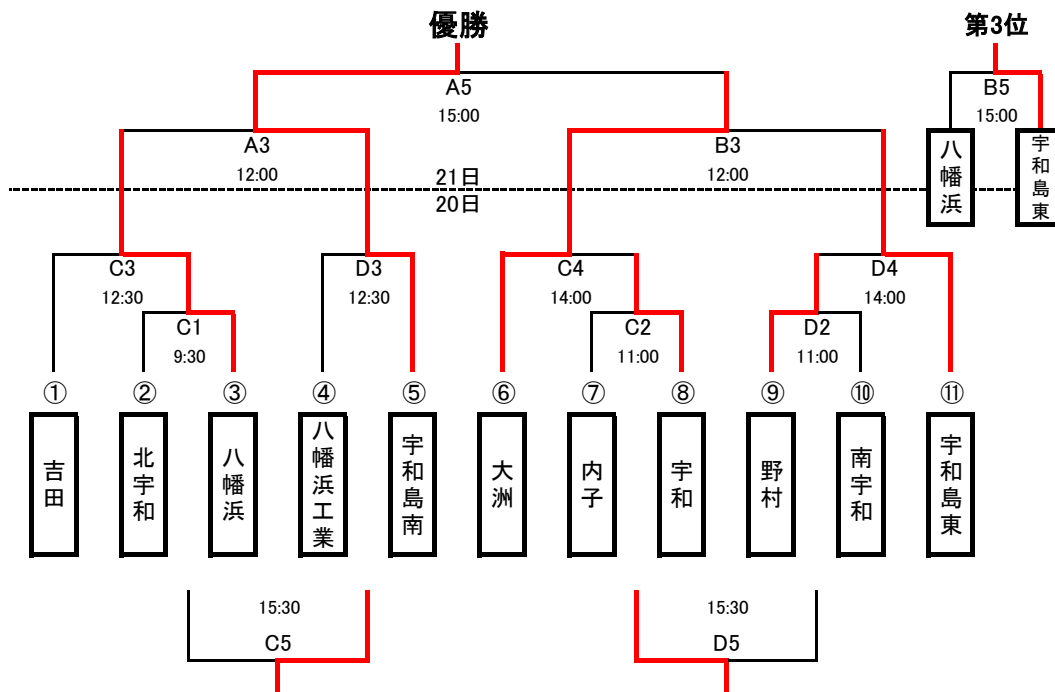 優勝
第3位
A5
15:00
B5
15:00
A3
12:00
B3
12:00
八幡浜
宇和島東
21日
20日
C3
12:30
D3
12:30
C4
14:00
D4
14:00
C1
9:30
C2
11:00
D2
11:00
① ② ③ ④ ⑤ ⑥ ⑦ ⑧ ⑨ ⑩ ⑪
吉田
北宇和
八幡浜
八幡浜工業
宇和島南
大洲
内子
宇和
野村
南宇和
宇和島東
15:30
C5
15:30
D5